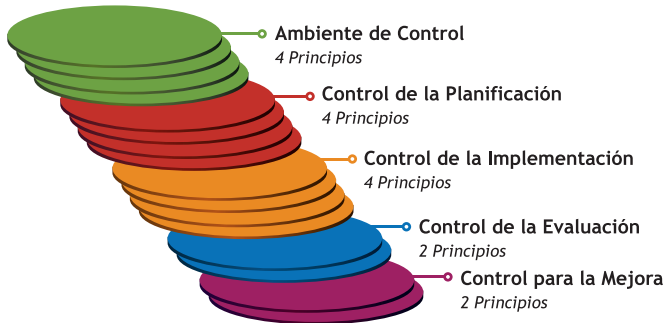 Ambiente de Control
4 Principios
Control de la Planificación
4 Principios
Control de la Implementación
4 Principios
Control de la Evaluación
2 Principios
Control para la Mejora
2 Principios